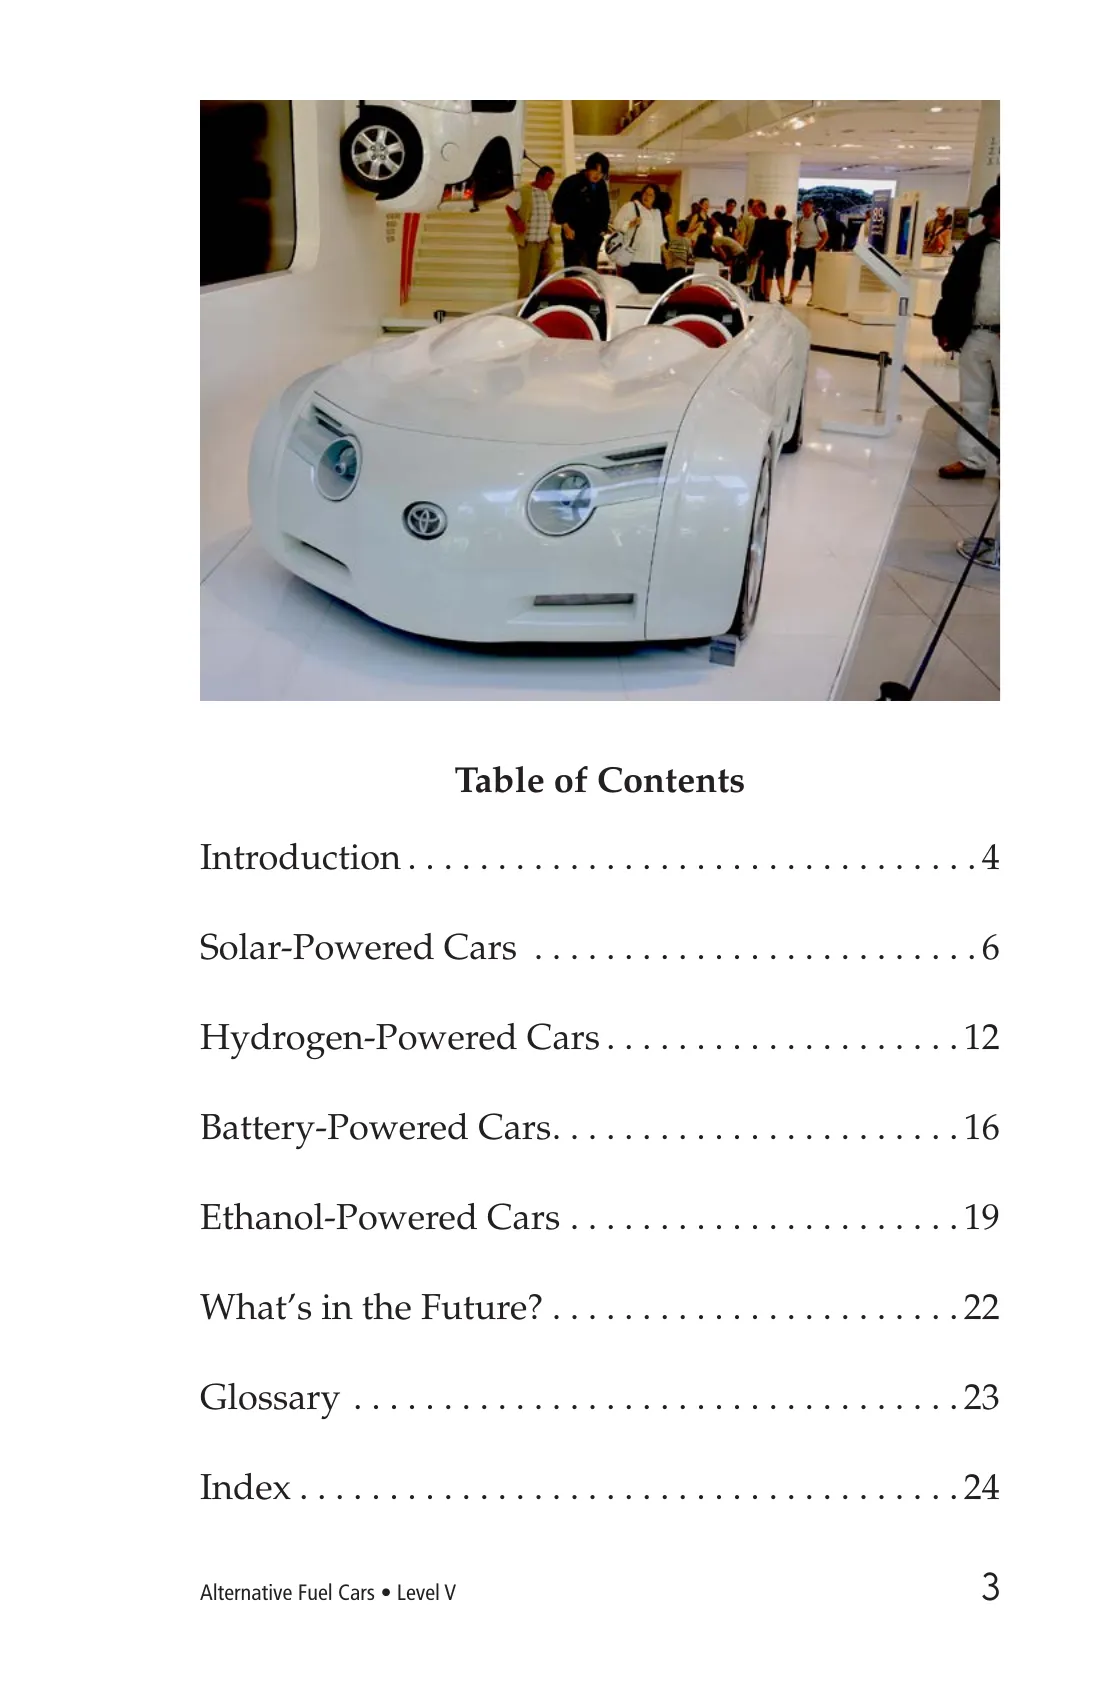 Table of Contents
Introduction . . . . . . . . . . . . . . . . . . . . . . . . . . . . . . . . 4
Solar-Powered Cars . . . . . . . . . . . . . . . . . . . . . . . . . 6
Hydrogen-Powered Cars . . . . . . . . . . . . . . . . . . . . 12
Battery-Powered Cars. . . . . . . . . . . . . . . . . . . . . . . 16
Ethanol-Powered Cars . . . . . . . . . . . . . . . . . . . . . . 19
What’s in the Future? . . . . . . . . . . . . . . . . . . . . . . . 22
Glossary . . . . . . . . . . . . . . . . . . . . . . . . . . . . . . . . . . 23
Index . . . . . . . . . . . . . . . . . . . . . . . . . . . . . . . . . . . . . 24
Alternative Fuel Cars • Level V 3